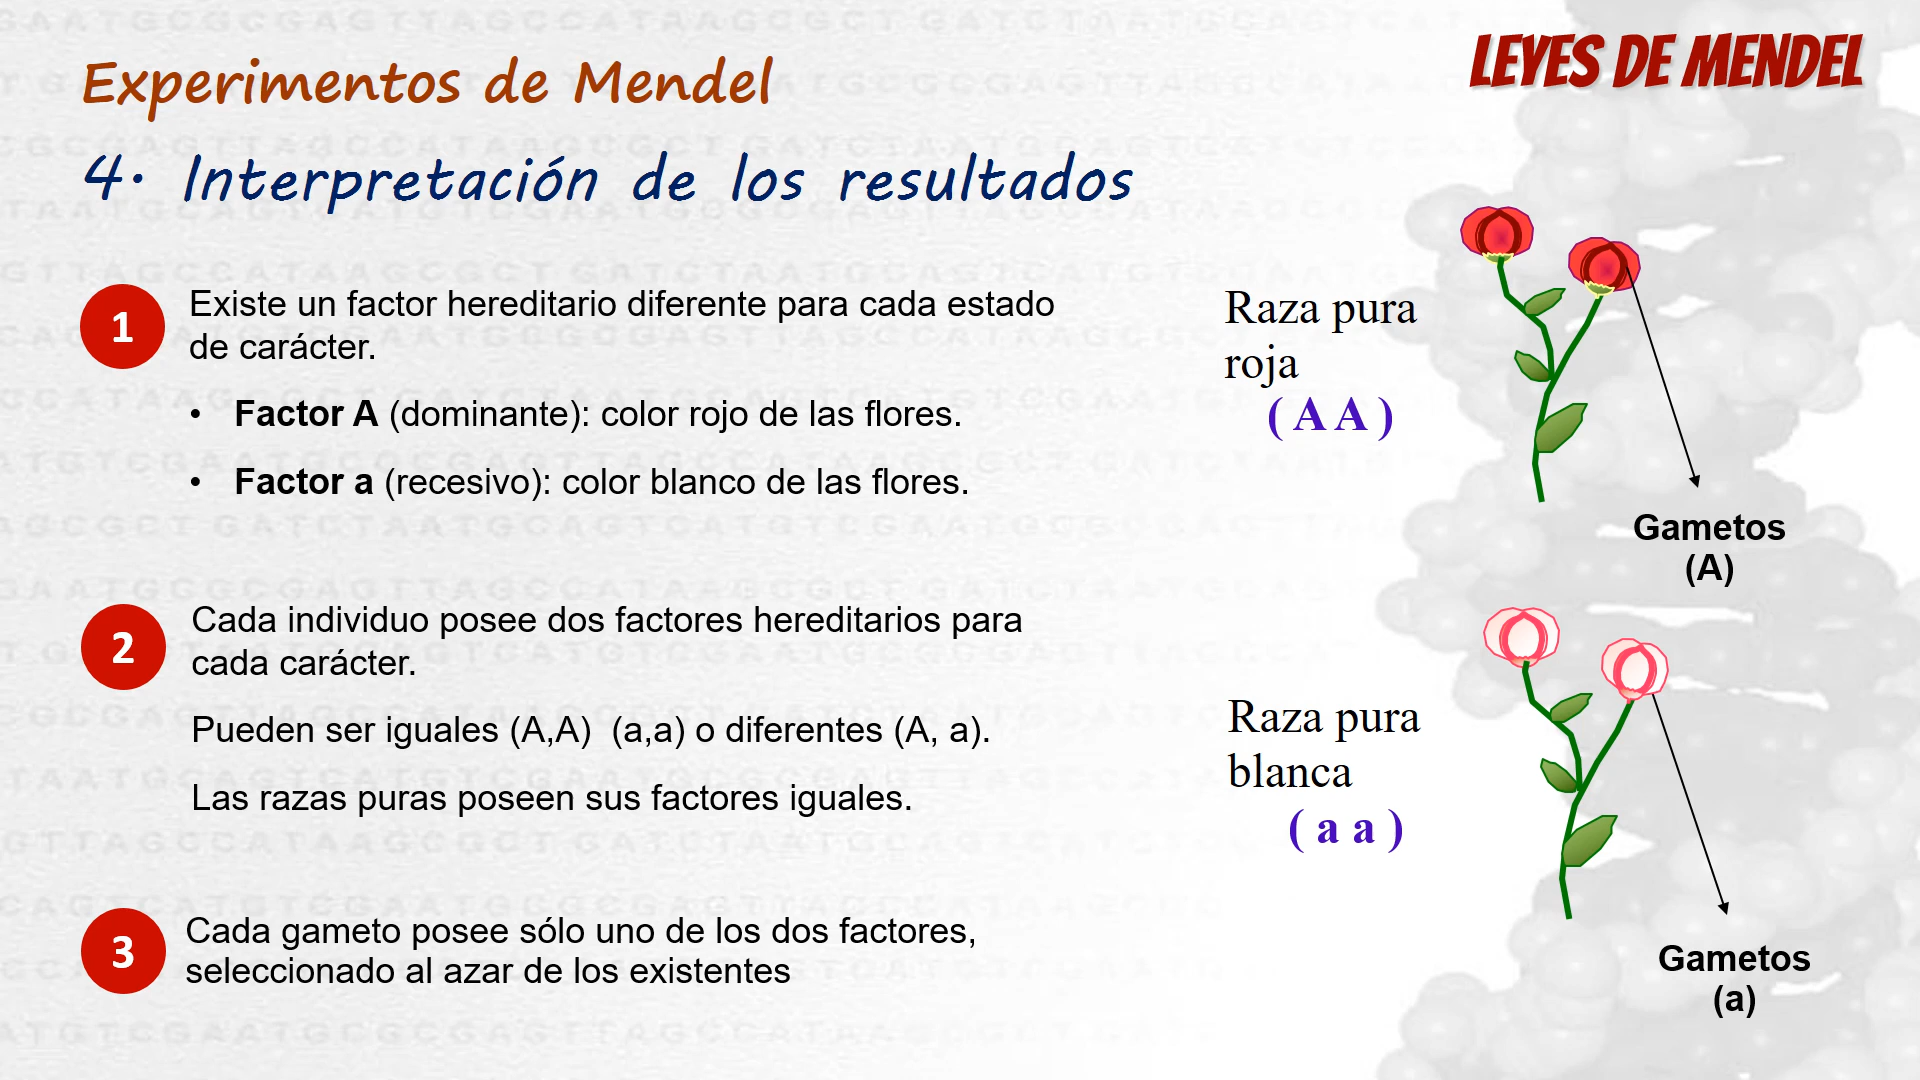 LEYES DE MENDEL
Experimentos de Mendel
4. Interpretación de los resultados
1
Existe un factor hereditario diferente para cada estado
de carácter.
• Factor A (dominante): color rojo de las flores.
• Factor a (recesivo): color blanco de las flores.
2
Cada individuo posee dos factores hereditarios para
cada carácter.
Pueden ser iguales (A,A)  (a,a) o diferentes (A, a).
Las razas puras poseen sus factores iguales.
3
Cada gameto posee sólo uno de los dos factores,
seleccionado al azar de los existentes
Raza pura
roja
( A A )
Gametos
(A)
Raza pura
blanca
( a a )
Gametos
(a)